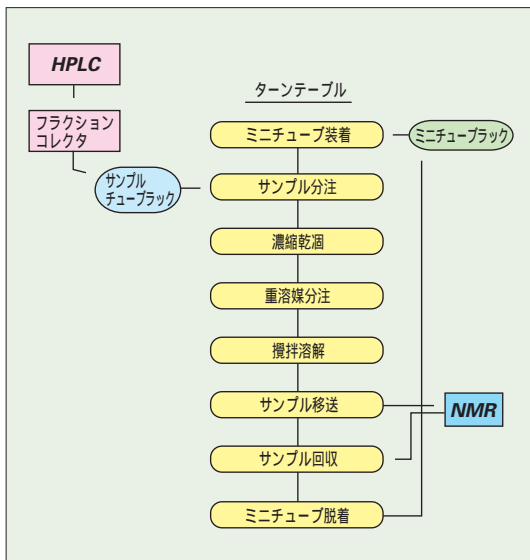 HPLC
フラクション
コレクタ
サンプル
チューブラック
ターンテーブル
ミニチューブ装着
ミニチューブラック
サンプル分注
濃縮乾凅
重溶媒分注
攪拌溶解
サンプル移送
NMR
サンプル回収
ミニチューブ脱着